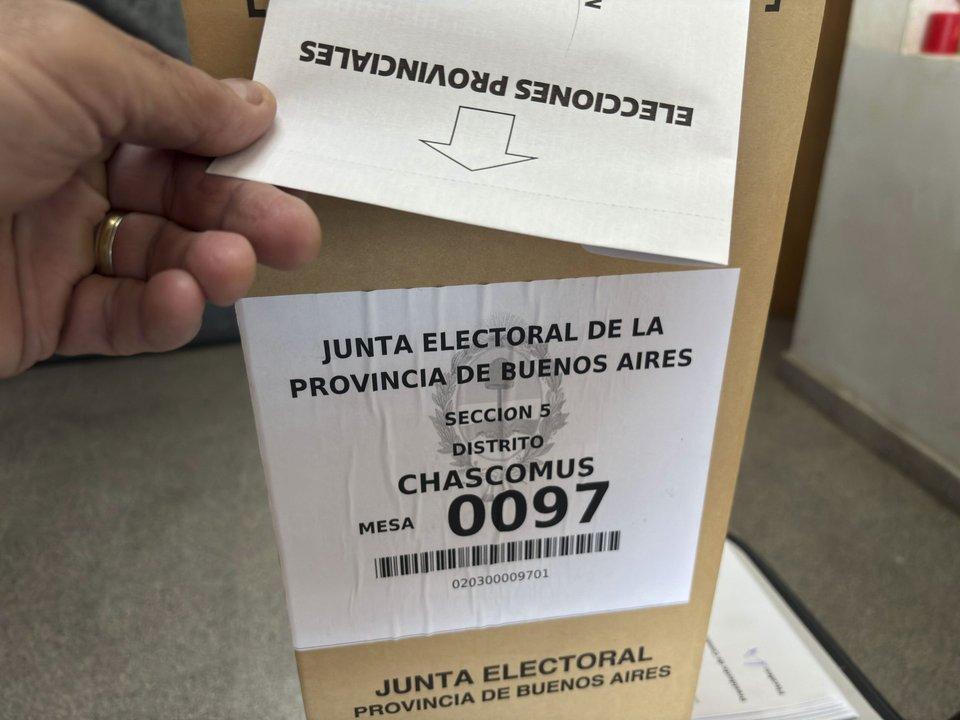 ELECCIONES PROVINCIALES
JUNTA ELECTORAL DE LA
PROVINCIA DE BUENOS AIRES
SECCION 5
DISTRITO
CHASCOMUS
MESA 0097
020300009701
JUNTA ELECTORAL
PROVINCIA DE BUENOS AIRES